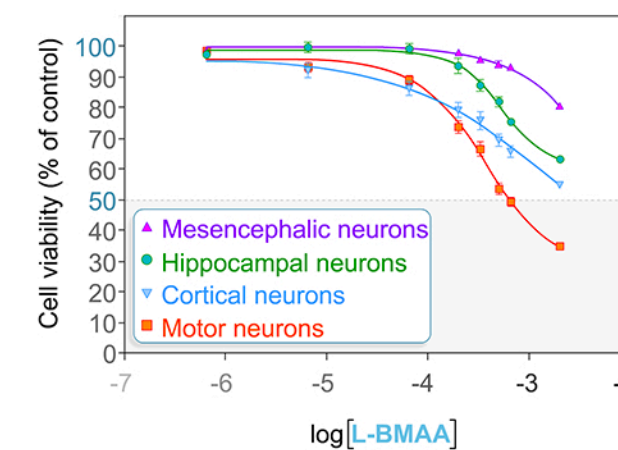 Cell viability (% of control)
100
90
80
70
60
50
40
30
20
10
0
Mesencephalic neurons
Hippocampal neurons
Cortical neurons
Motor neurons
-7 -6 -5 -4 -3
log[L-BMAA]